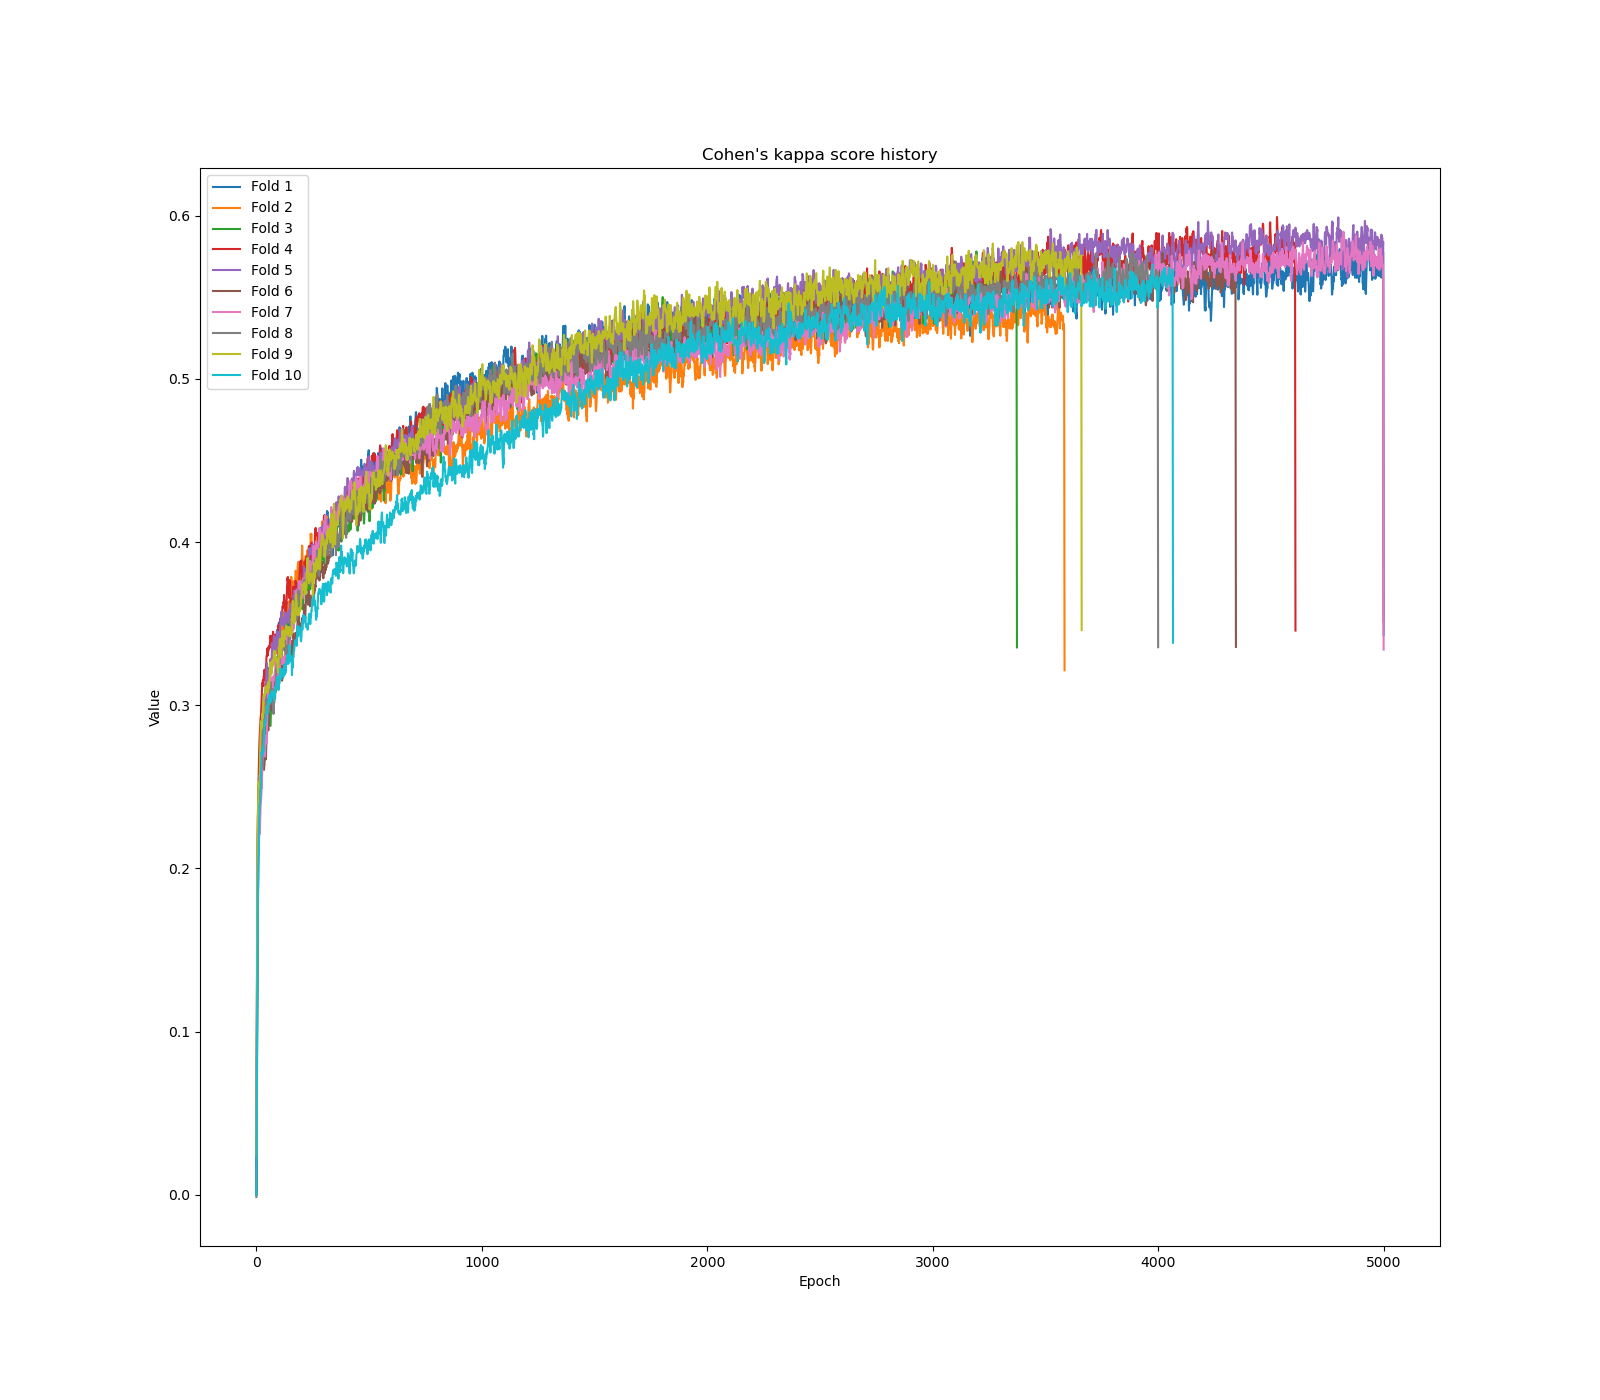 Cohen's kappa score history
Fold 1
Fold 2
Fold 3
Fold 4
Fold 5
Fold 6
Fold 7
Fold 8
Fold 9
Fold 10
0.6
0.5
0.4
0.3
0.2
0.1
0.0
Value
0 1000 2000 3000 4000 5000
Epoch